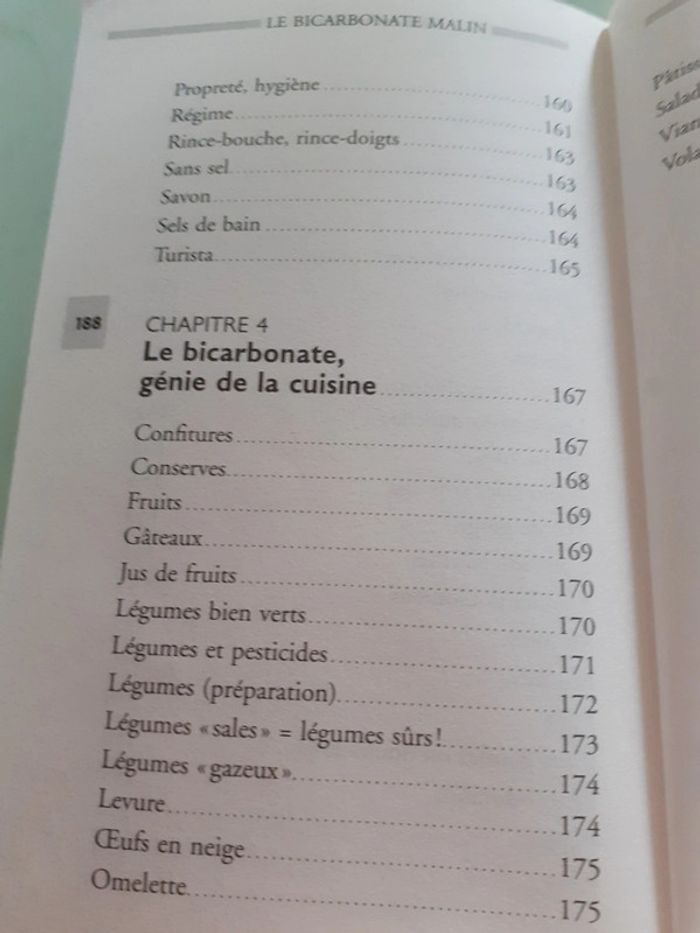 LE BICARBONATE MALIN
Propreté, hygiène 160
Régime 161
Rince-bouche, rince-doigts 163
Sans sel 163
Savon 164
Sels de bain 164
Turista 165
188
CHAPITRE 4
Le bicarbonate,
génie de la cuisine 167
Confitures 167
Conserves 168
Fruits 169
Gâteaux 169
Jus de fruits 170
Légumes bien verts 170
Légumes et pesticides 171
Légumes (préparation) 172
Légumes « sales » = légumes sûrs! 173
Légumes « gazeux » 174
Levure 174
Œufs en neige 175
Omelette 175